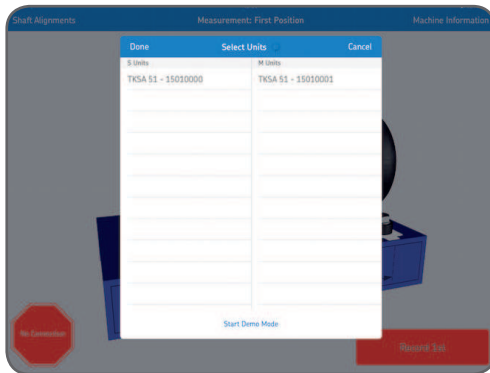 Shaft Alignments
Measurement: First Position
Machine Information
Done
Select Units
Cancel
S Units
M Units
TKSA 51 - 15010000
TKSA 51 - 15010001
Start Demo Mode
No Connection
Record